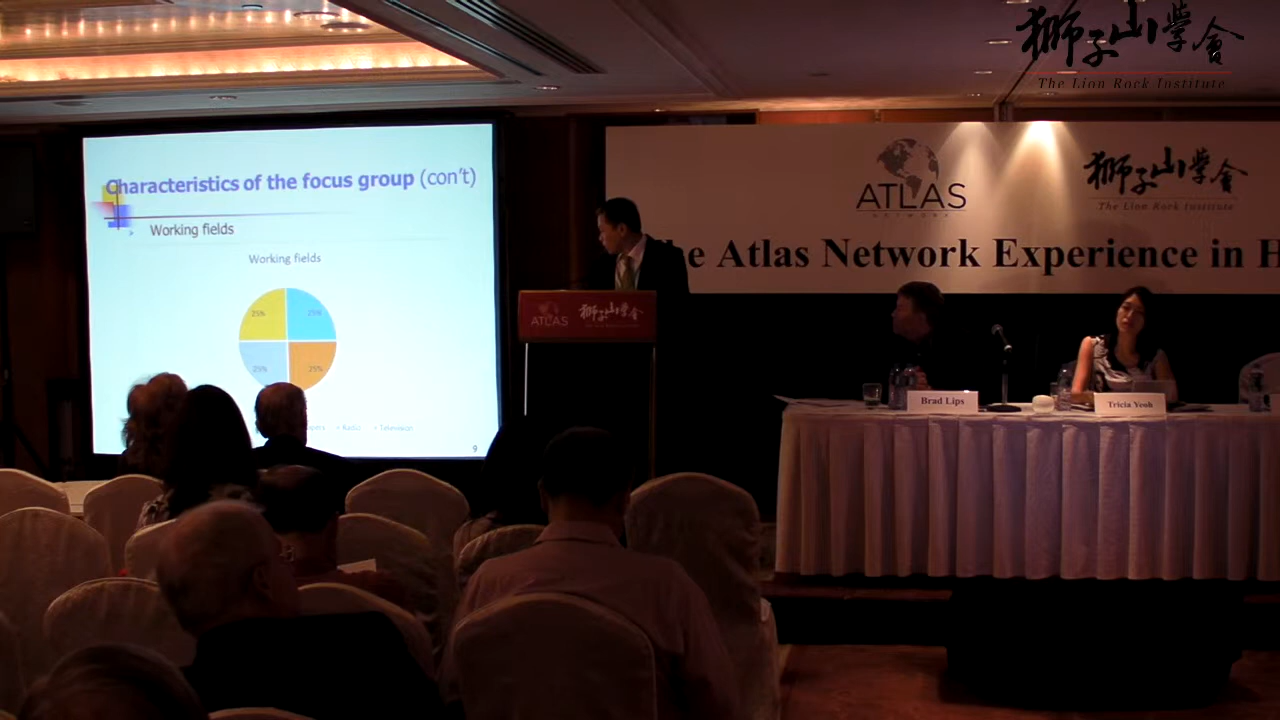 獅子山學會
The Lion Rock Institute
Characteristics of the focus group (con't)
Working fields
Working fields
25%
25%
25%
25%
Radio
Television
9
ATLAS
NETWORK
獅子山學會
The Lion Rock Institute
Atlas Network Experience in H
ATLAS
獅子山學會
Brad Lips
Tricia Yeoh